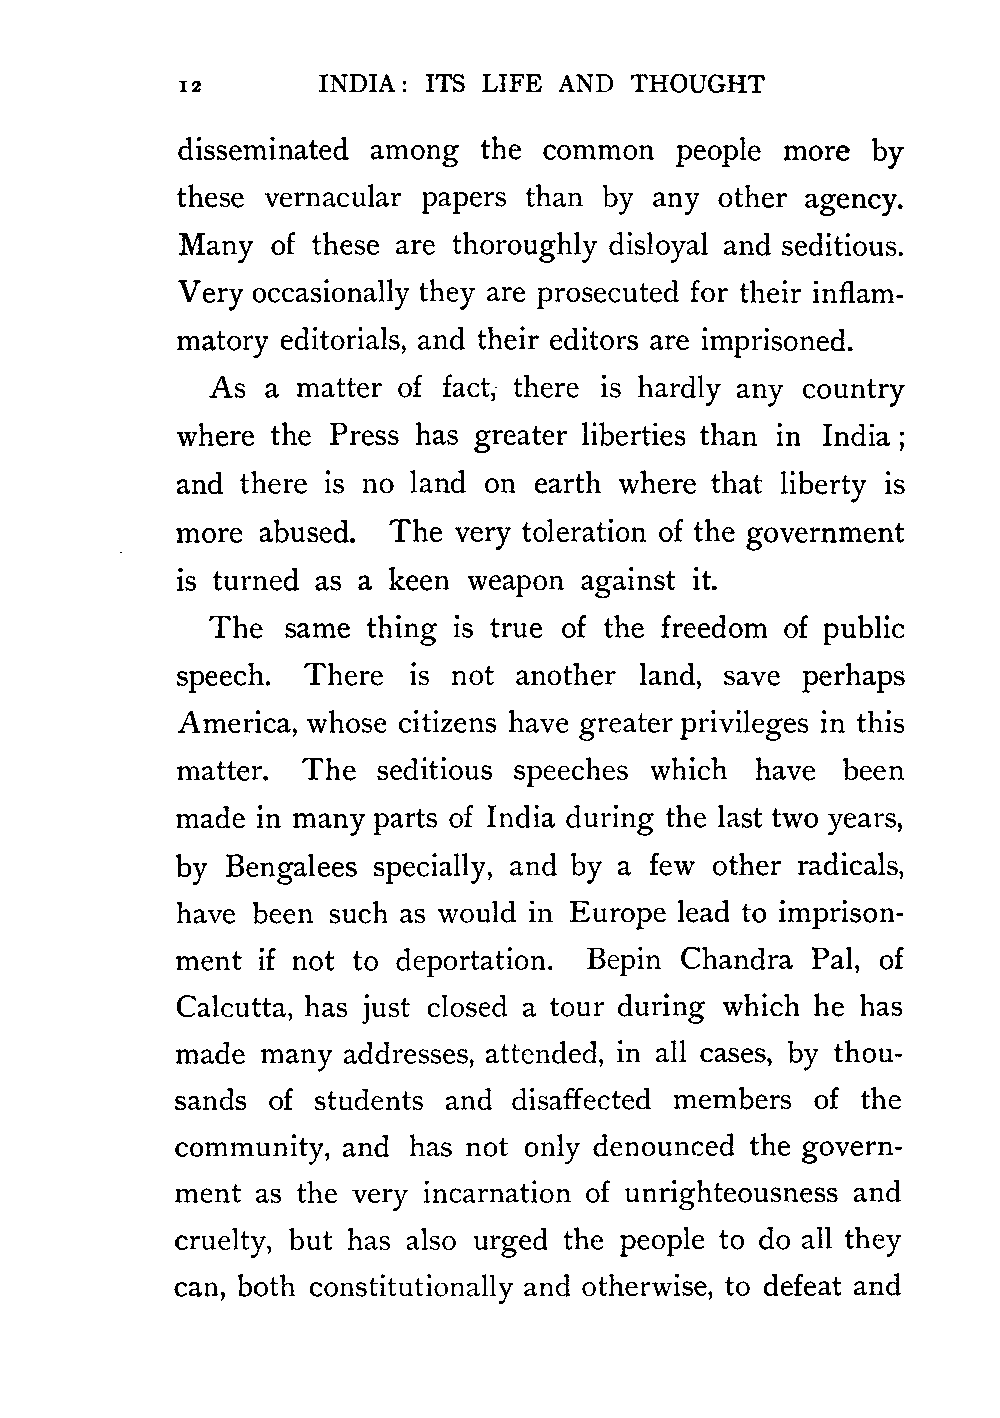 12 INDIA: ITS LIFE AND THOUGHT
disseminated among the common people more by
these vernacular papers than by any other agency.
Many of these are thoroughly disloyal and seditious.
Very occasionally they are prosecuted for their inflam-
matory editorials, and their editors are imprisoned.
As a matter of fact, there is hardly any country
where the Press has greater liberties than in India;
and there is no land on earth where that liberty is
more abused. The very toleration of the government
is turned as a keen weapon against it.
The same thing is true of the freedom of public
speech. There is not another land, save perhaps
America, whose citizens have greater privileges in this
matter. The seditious speeches which have been
made in many parts of India during the last two years,
by Bengalees specially, and by a few other radicals,
have been such as would in Europe lead to imprison-
ment if not to deportation. Bepin Chandra Pal, of
Calcutta, has just closed a tour during which he has
made many addresses, attended, in all cases, by thou-
sands of students and disaffected members of the
community, and has not only denounced the govern-
ment as the very incarnation of unrighteousness and
cruelty, but has also urged the people to do all they
can, both constitutionally and otherwise, to defeat and